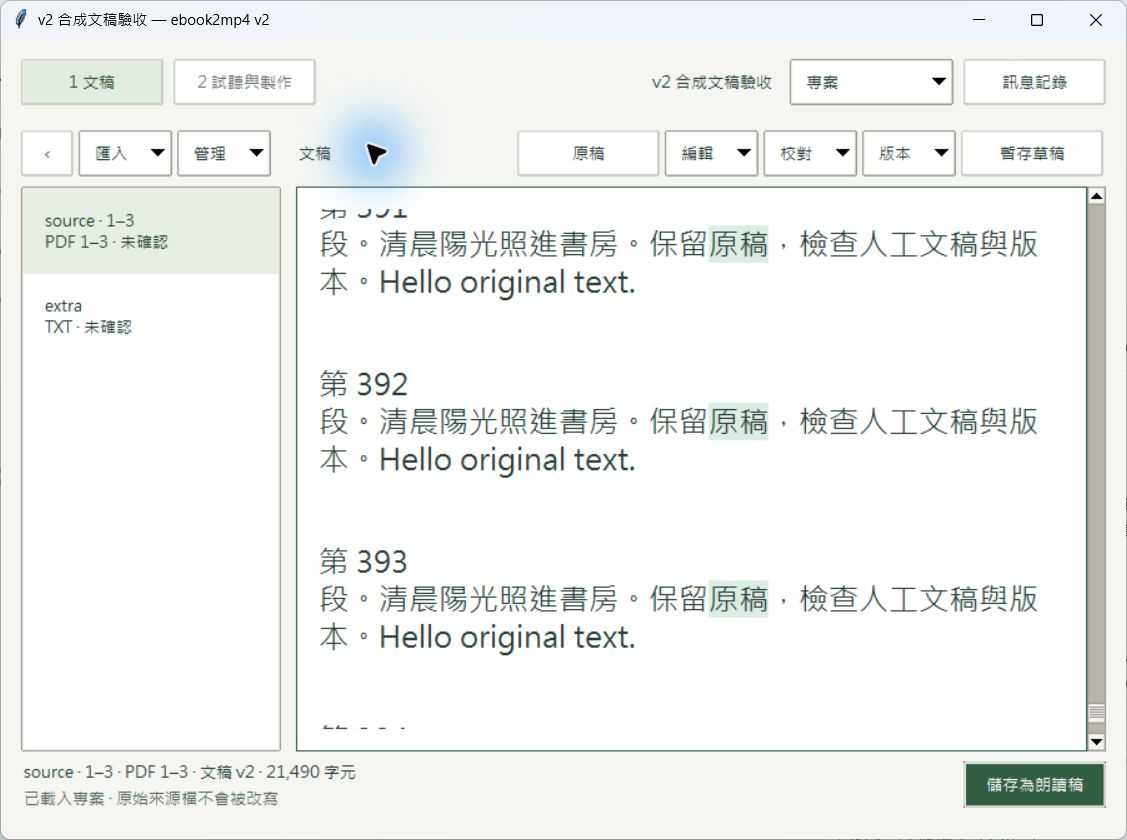 v2 合成文稿驗收 — ebook2mp4 v2
1 文稿
2 試聽與製作
v2 合成文稿驗收
專案
訊息記錄
‹
匯入
管理
文稿
原稿
編輯
校對
版本
暫存草稿
source · 1–3
PDF 1–3 · 未確認
extra
TXT · 未確認
第 391
段。清晨陽光照進書房。保留原稿，檢查人工文稿與版
本。Hello original text.
第 392
段。清晨陽光照進書房。保留原稿，檢查人工文稿與版
本。Hello original text.
第 393
段。清晨陽光照進書房。保留原稿，檢查人工文稿與版
本。Hello original text.
source · 1–3 · PDF 1–3 · 文稿 v2 · 21,490 字元
已載入專案 · 原始來源檔不會被改寫
儲存為朗讀稿